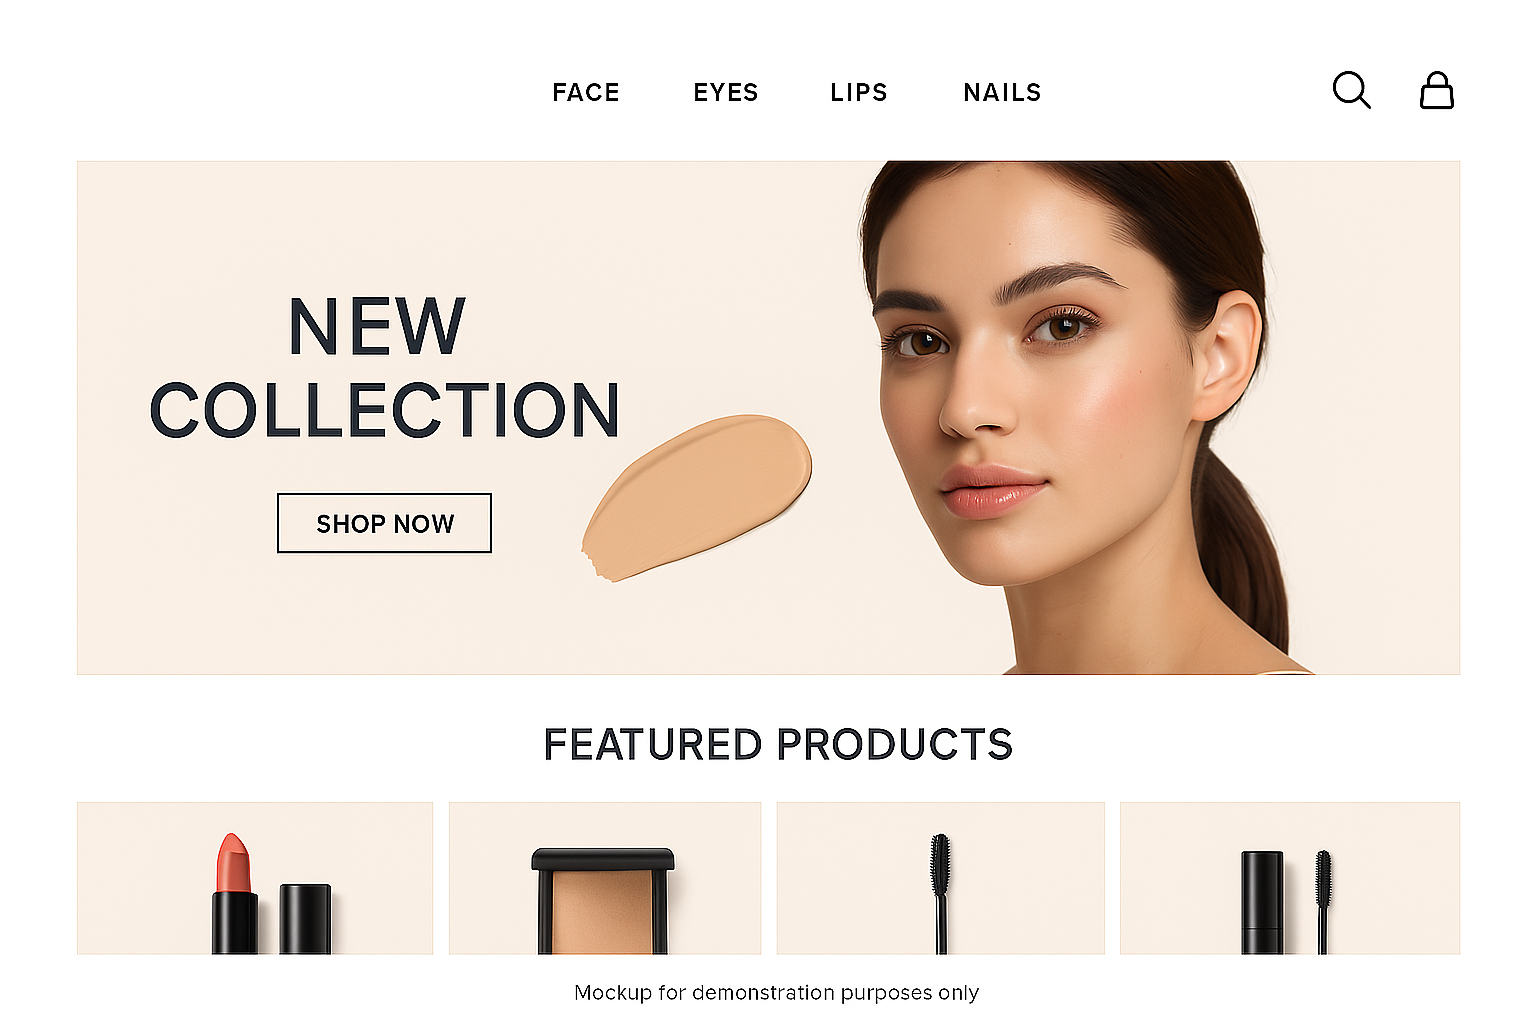 FACE EYES LIPS NAILS
NEW
COLLECTION
SHOP NOW
FEATURED PRODUCTS
Mockup for demonstration purposes only